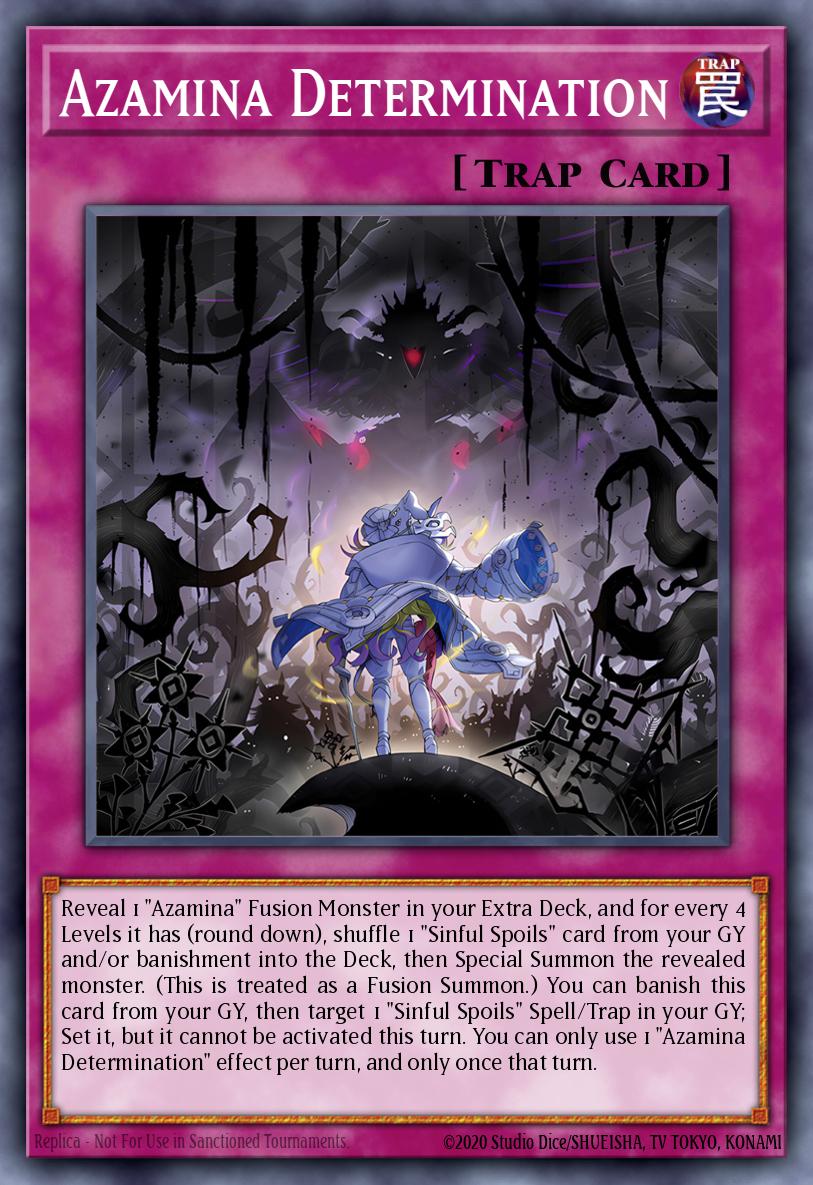 Azamina Determination
TRAP
罠
[Trap Card]
Reveal 1 "Azamina" Fusion Monster in your Extra Deck, and for every 4
Levels it has (round down), shuffle 1 "Sinful Spoils" card from your GY
and/or banishment into the Deck, then Special Summon the revealed
monster. (This is treated as a Fusion Summon.) You can banish this
card from your GY, then target 1 "Sinful Spoils" Spell/Trap in your GY;
Set it, but it cannot be activated this turn. You can only use 1 "Azamina
Determination" effect per turn, and only once that turn.
Replica - Not For Use in Sanctioned Tournaments.
©2020 Studio Dice/SHUEISHA, TV TOKYO, KONAMI